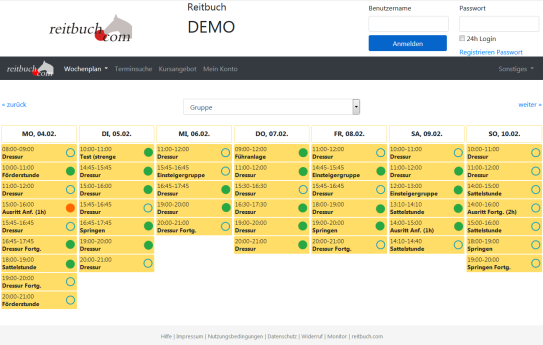 reitbuch.com
Reitbuch
DEMO
Benutzername
Passwort
Anmelden
24h Login
Registrieren Passwort
reitbuch.com
Wochenplan
Terminsuche
Kursangebot
Mein Konto
Sonstiges
« zurück
Gruppe
weiter »
MO, 04.02.
08:00-09:00
Dressur
10:00-11:00
Förderstunde
11:00-12:00
Dressur
15:00-16:00
Ausritt Anf. (1h)
15:45-16:45
Dressur
16:45-17:45
Dressur Fortg.
18:00-19:00
Sattelstunde
19:00-20:00
Dressur Fortg.
20:00-21:00
Förderstunde
DI, 05.02.
10:00-11:00
Test (strenge
14:45-15:45
Dressur
15:00-16:00
Dressur
15:45-16:45
Dressur
16:45-17:45
Springen
19:00-20:00
Dressur
20:00-21:00
Dressur
MI, 06.02.
11:00-12:00
Dressur
15:45-16:45
Einsteigergruppe
16:45-17:45
Dressur
19:00-20:00
Dressur
20:00-21:00
Dressur Fortg.
DO, 07.02.
09:00-12:00
Führanlage
11:00-12:00
Dressur
15:30-16:30
Dressur
16:30-17:30
Dressur
19:00-20:00
Dressur
20:00-21:00
Dressur
FR, 08.02.
11:00-12:00
Dressur
14:45-15:45
Einsteigergruppe
15:45-16:45
Dressur
18:00-19:00
Dressur
19:00-20:00
Springen
20:00-21:00
Dressur Fortg.
SA, 09.02.
10:00-11:00
Dressur
11:00-12:00
Dressur
12:00-13:00
Einsteigergruppe
13:10-14:10
Sattelstunde
14:00-15:00
Ausritt Anf. (1h)
14:10-14:40
Sattelstunde
SO, 10.02.
10:00-11:00
Dressur
11:00-12:00
Dressur
14:00-15:00
Sattelstunde
14:00-16:00
Ausritt Fortg. (2h)
15:00-16:00
Sattelstunde
18:00-19:00
Springen
19:00-20:00
Springen Fortg.
Hilfe | Impressum | Nutzungsbedingungen | Datenschutz | Widerruf | Monitor | reitbuch.com